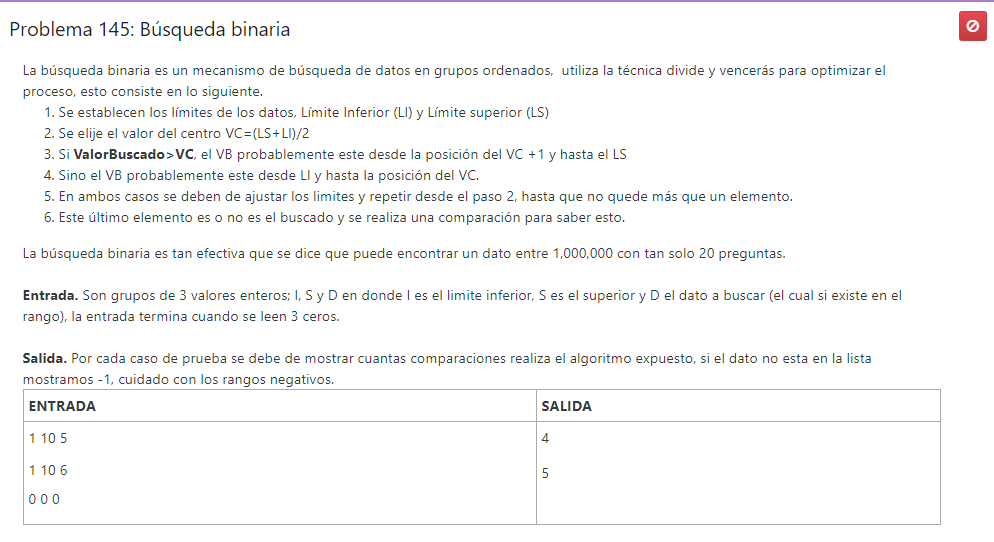 Problema 145: Búsqueda binaria
La búsqueda binaria es un mecanismo de búsqueda de datos en grupos ordenados, utiliza la técnica divide y vencerás para optimizar el
proceso, esto consiste en lo siguiente.
1. Se establecen los límites de los datos, Límite Inferior (LI) y Límite superior (LS)
2. Se elije el valor del centro VC=(LS+LI)/2
3. Si ValorBuscado>VC, el VB probablemente este desde la posición del VC +1 y hasta el LS
4. Sino el VB probablemente este desde LI y hasta la posición del VC.
5. En ambos casos se deben de ajustar los limites y repetir desde el paso 2, hasta que no quede más que un elemento.
6. Este último elemento es o no es el buscado y se realiza una comparación para saber esto.
La búsqueda binaria es tan efectiva que se dice que puede encontrar un dato entre 1,000,000 con tan solo 20 preguntas.
Entrada. Son grupos de 3 valores enteros; I, S y D en donde I es el limite inferior, S es el superior y D el dato a buscar (el cual si existe en el
rango), la entrada termina cuando se leen 3 ceros.
Salida. Por cada caso de prueba se debe de mostrar cuantas comparaciones realiza el algoritmo expuesto, si el dato no esta en la lista
mostramos -1, cuidado con los rangos negativos.
ENTRADA SALIDA
1 10 5 4
1 10 6 5
0 0 0